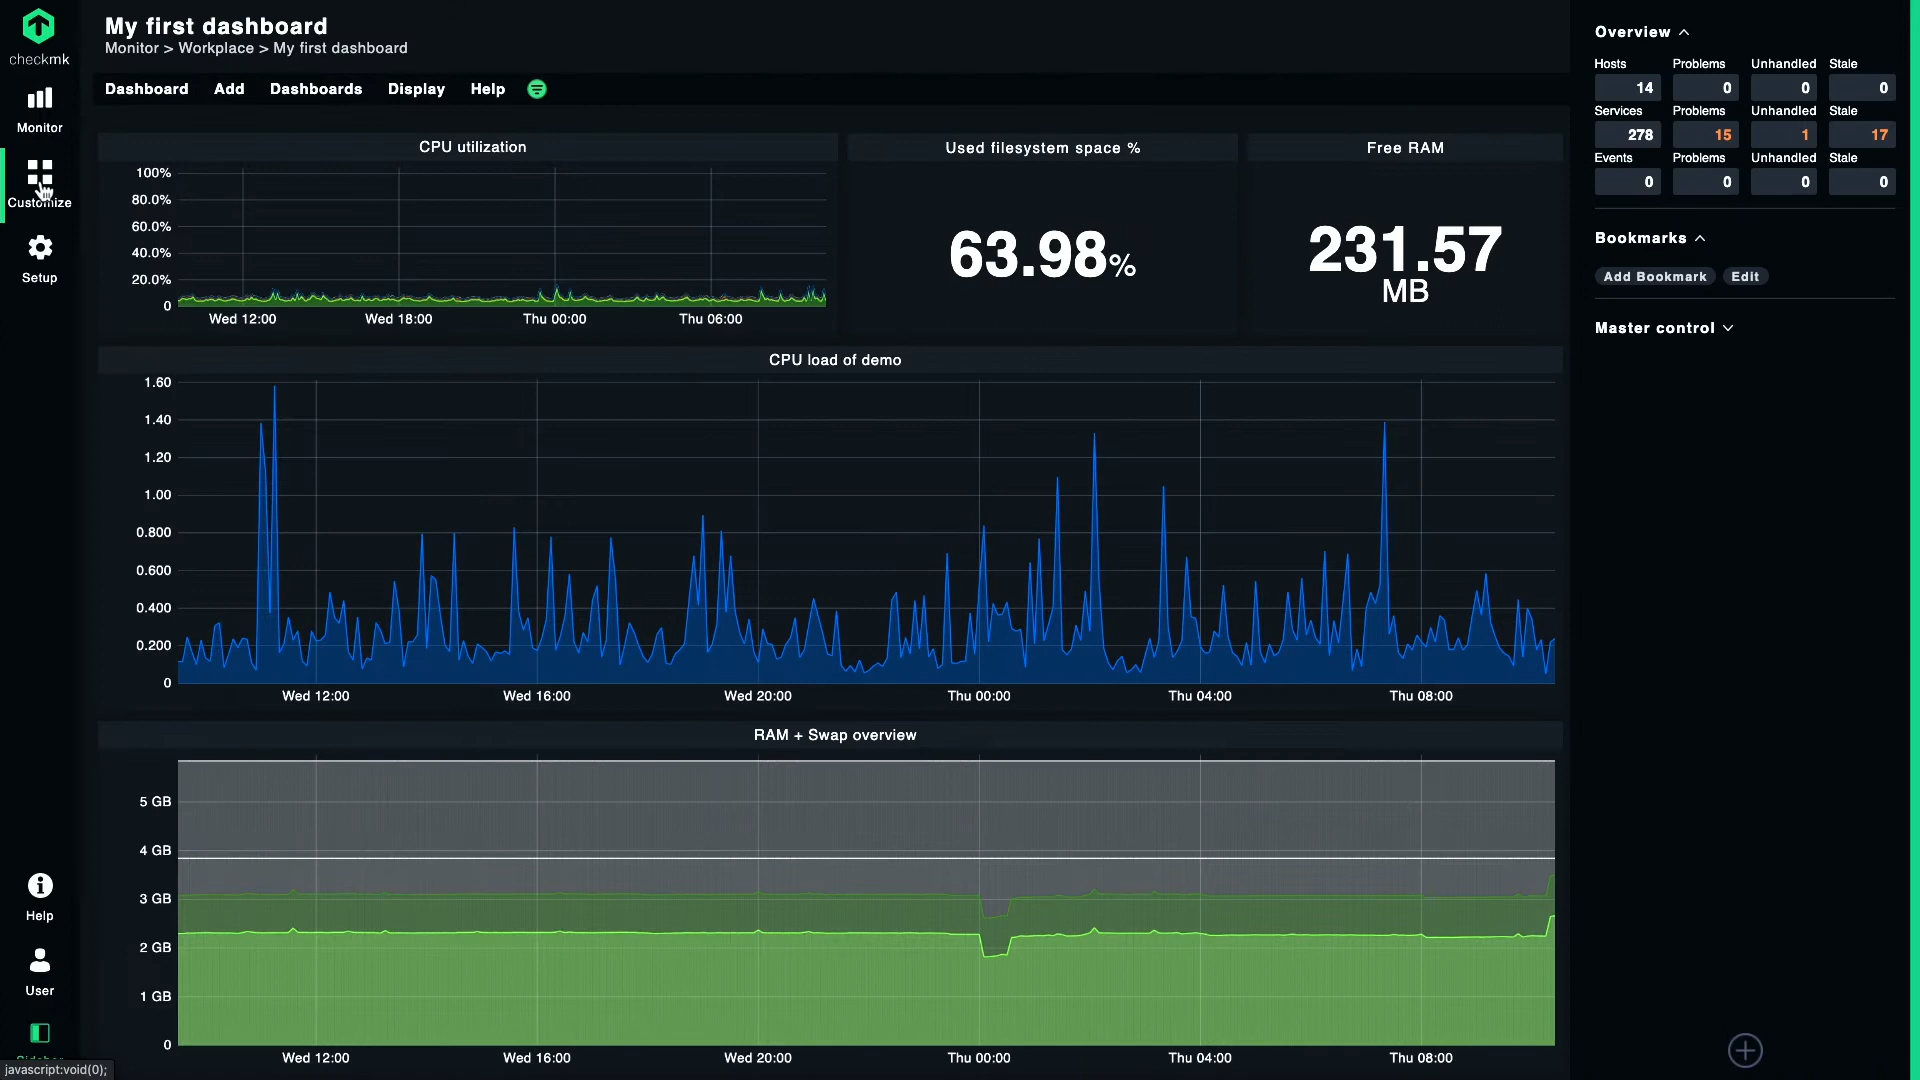 My first dashboard
Monitor > Workplace > My first dashboard
checkmk
Monitor
Customize
Setup
Help
User
Sidebar
javascript:void(0);
Dashboard Add Dashboards Display Help
CPU utilization
100%
80.0%
60.0%
40.0%
20.0%
0
Wed 12:00 Wed 18:00 Thu 00:00 Thu 06:00
Used filesystem space %
63.98%
Free RAM
231.57
MB
CPU load of demo
1.60
1.40
1.20
1.00
0.800
0.600
0.400
0.200
0
Wed 12:00 Wed 16:00 Wed 20:00 Thu 00:00 Thu 04:00 Thu 08:00
RAM + Swap overview
5 GB
4 GB
3 GB
2 GB
1 GB
0
Wed 12:00 Wed 16:00 Wed 20:00 Thu 00:00 Thu 04:00 Thu 08:00
Overview
Hosts Problems Unhandled Stale
14 0 0 0
Services Problems Unhandled Stale
278 15 1 17
Events Problems Unhandled Stale
0 0 0 0
Bookmarks
Add Bookmark Edit
Master control